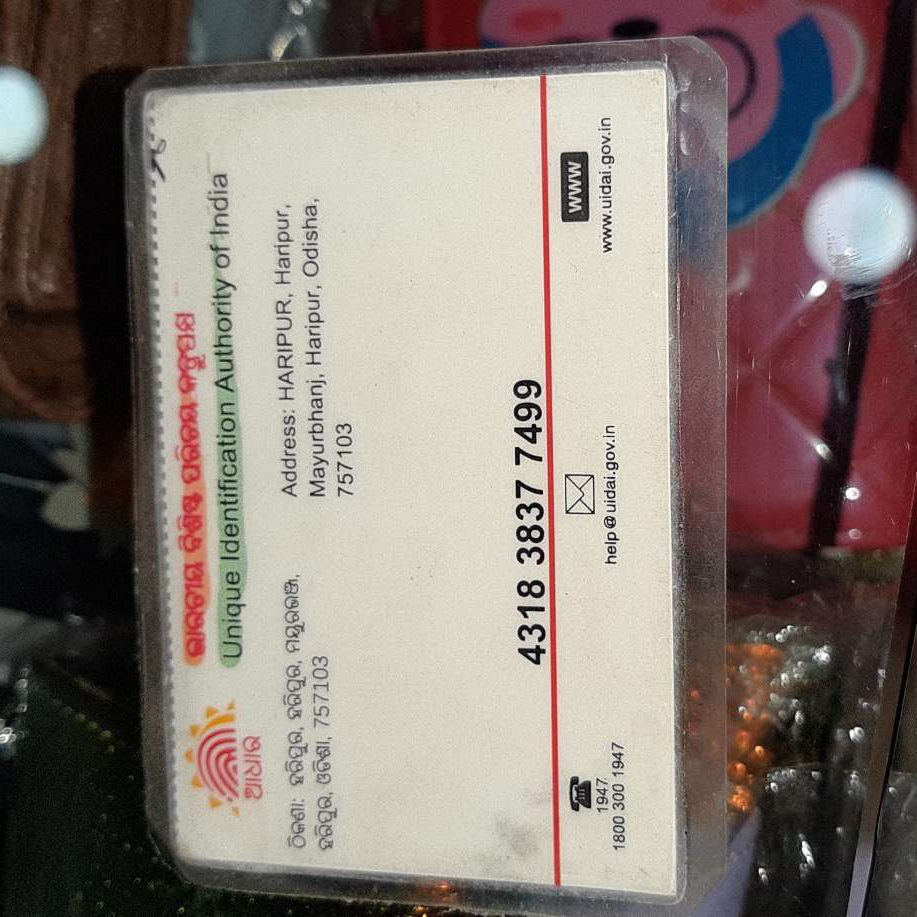 ଭାରତୀୟ ବିଶିଷ୍ଟ ପରିଚୟ କର୍ତ୍ତୃପକ୍ଷ
Unique Identification Authority of India
ଆଧାର
ଠିକଣା: ହରିପୁର, ହରିପୁର, ମୟୂରଭଞ୍ଜ,
ହରିପୁର, ଓଡିଶା, 757103
Address: HARIPUR, Haripur,
Mayurbhanj, Haripur, Odisha,
757103
4318 3837 7499
1947
1800 300 1947
help@uidai.gov.in
WWW
www.uidai.gov.in